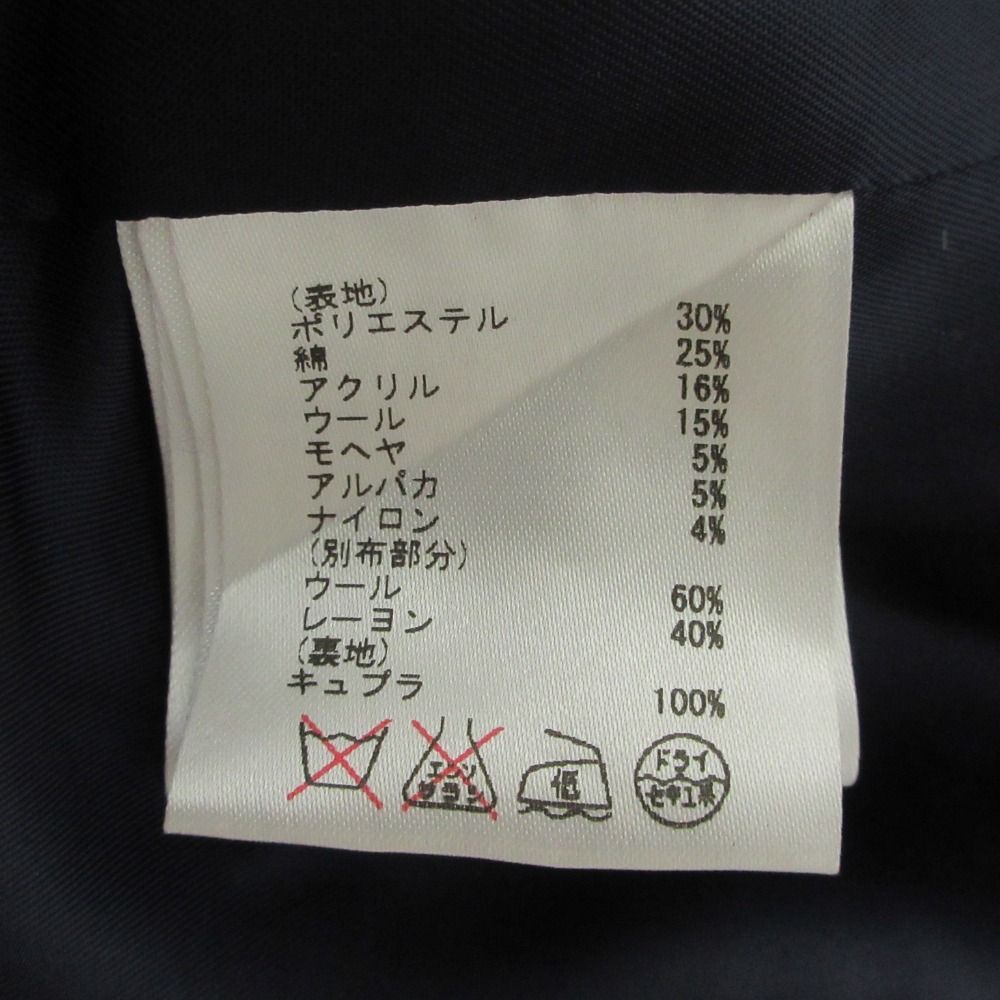 (表地)
ポリエステル 30%
綿 25%
アクリル 16%
ウール 15%
モヘヤ 5%
アルパカ 5%
ナイロン 4%
(別布部分)
ウール 60%
レーヨン 40%
(裏地)
キュプラ 100%
エンソ
サラシ
低
ドライ
セキユ系